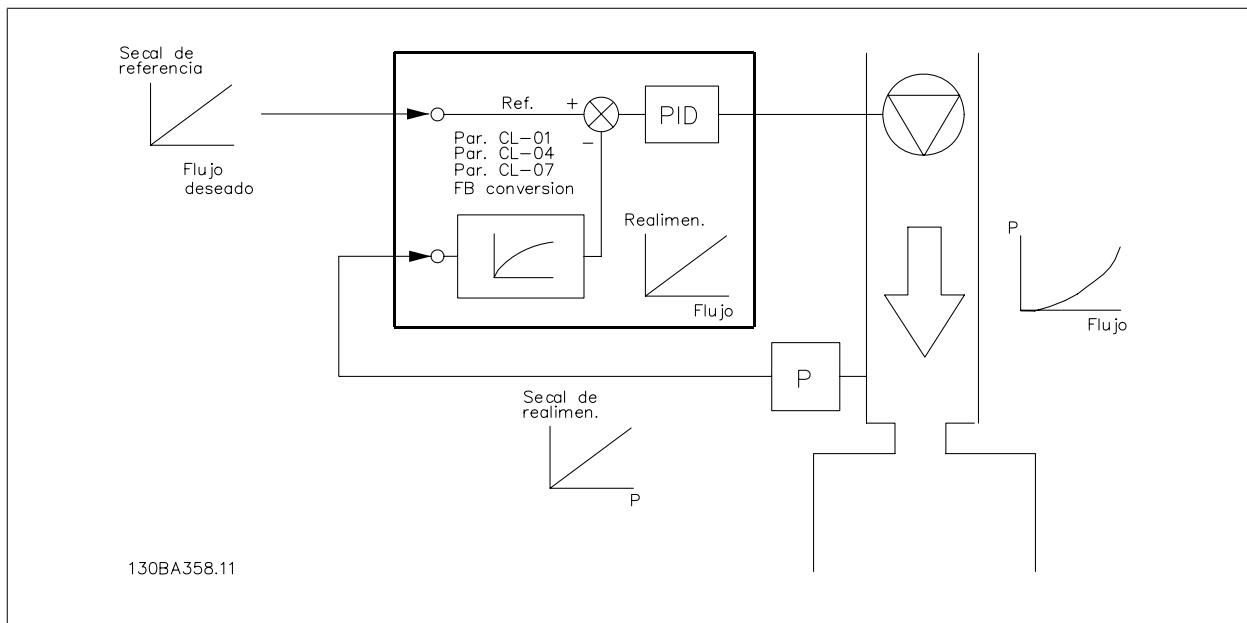 Secal de
referencia
Flujo
deseado
Ref.
+
-
PID
Par. CL-01
Par. CL-04
Par. CL-07
FB conversion
Realimen.
Flujo
P
Flujo
P
Secal de
realimen.
P
130BA358.11